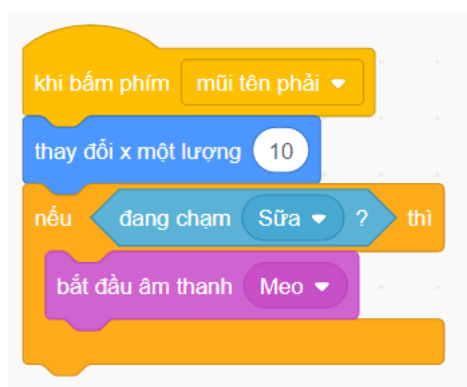 khi bấm phím mũi tên phải
thay đổi x một lượng 10
nếu đang chạm Sữa ? thì
bắt đầu âm thanh Meo